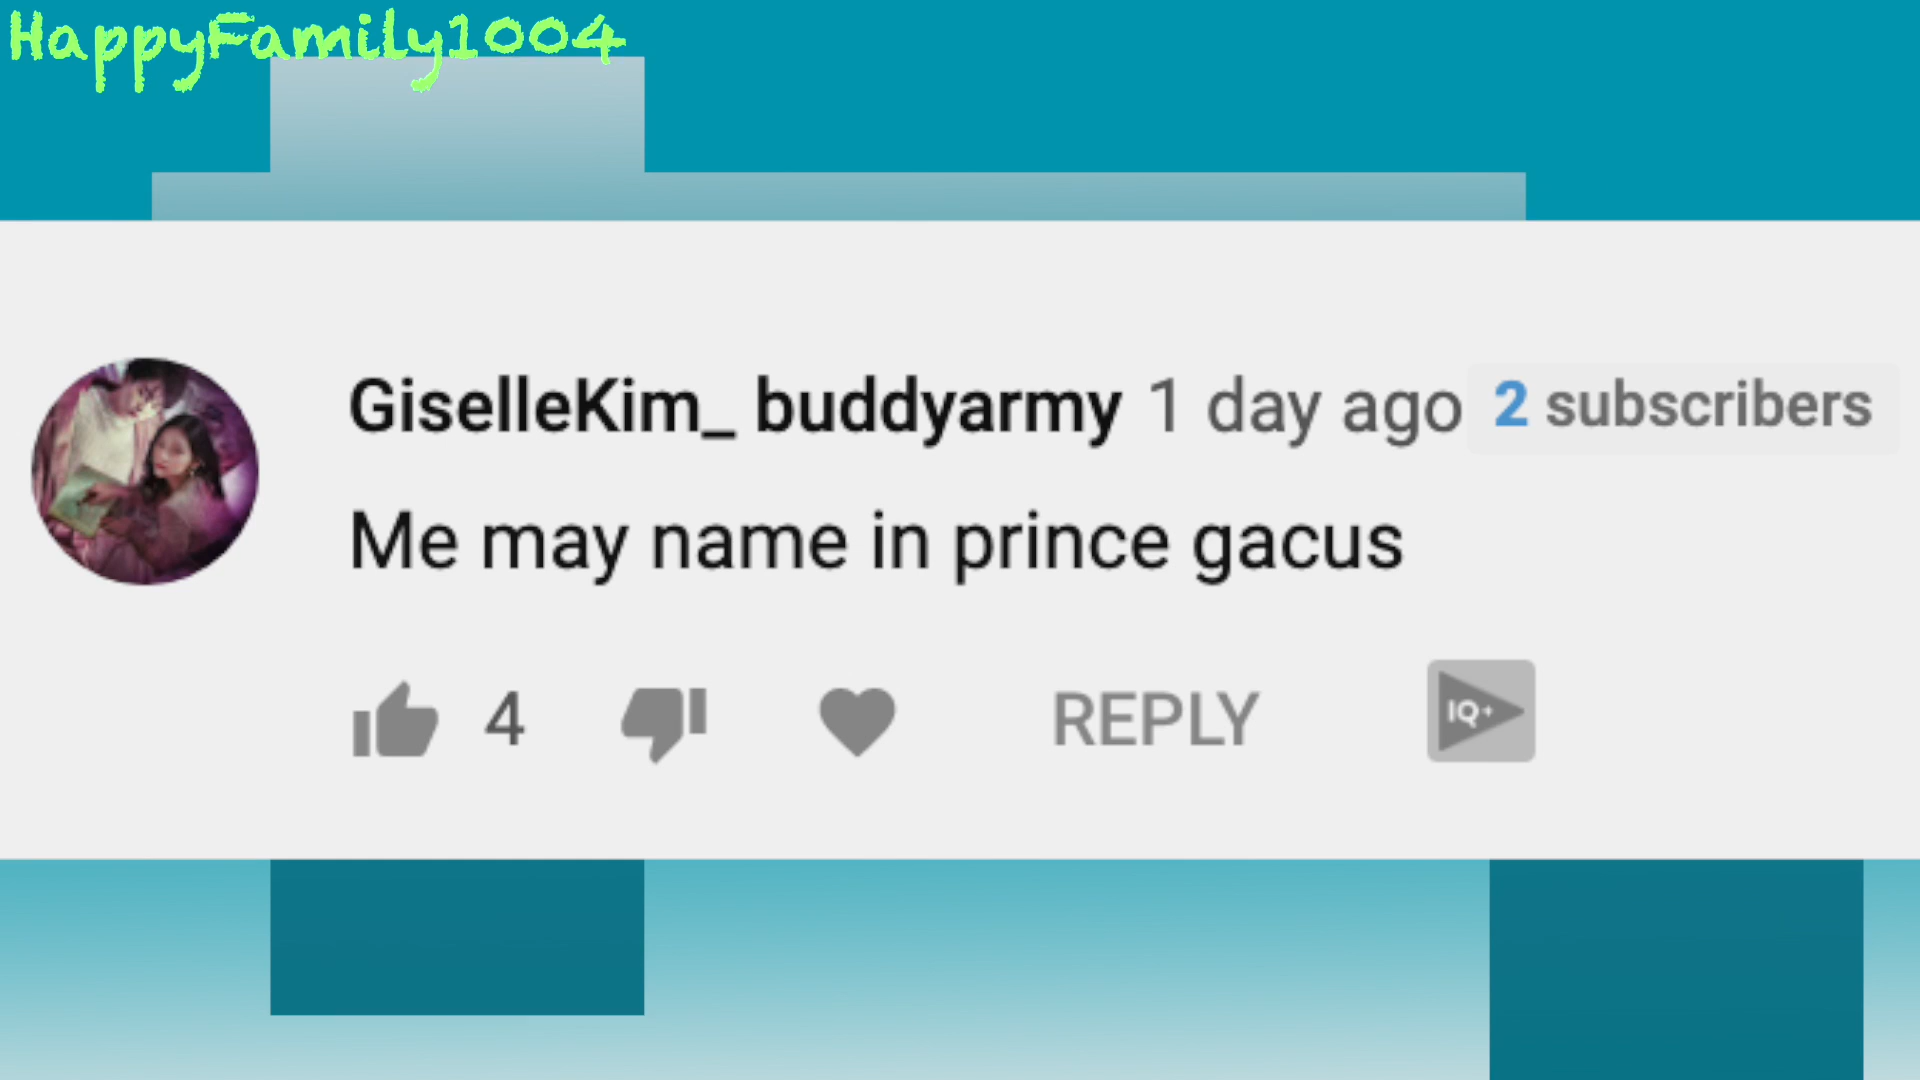 HappyFamily1004
GiselleKim_ buddyarmy 1 day ago 2 subscribers
Me may name in prince gacus
4 REPLY IQ+